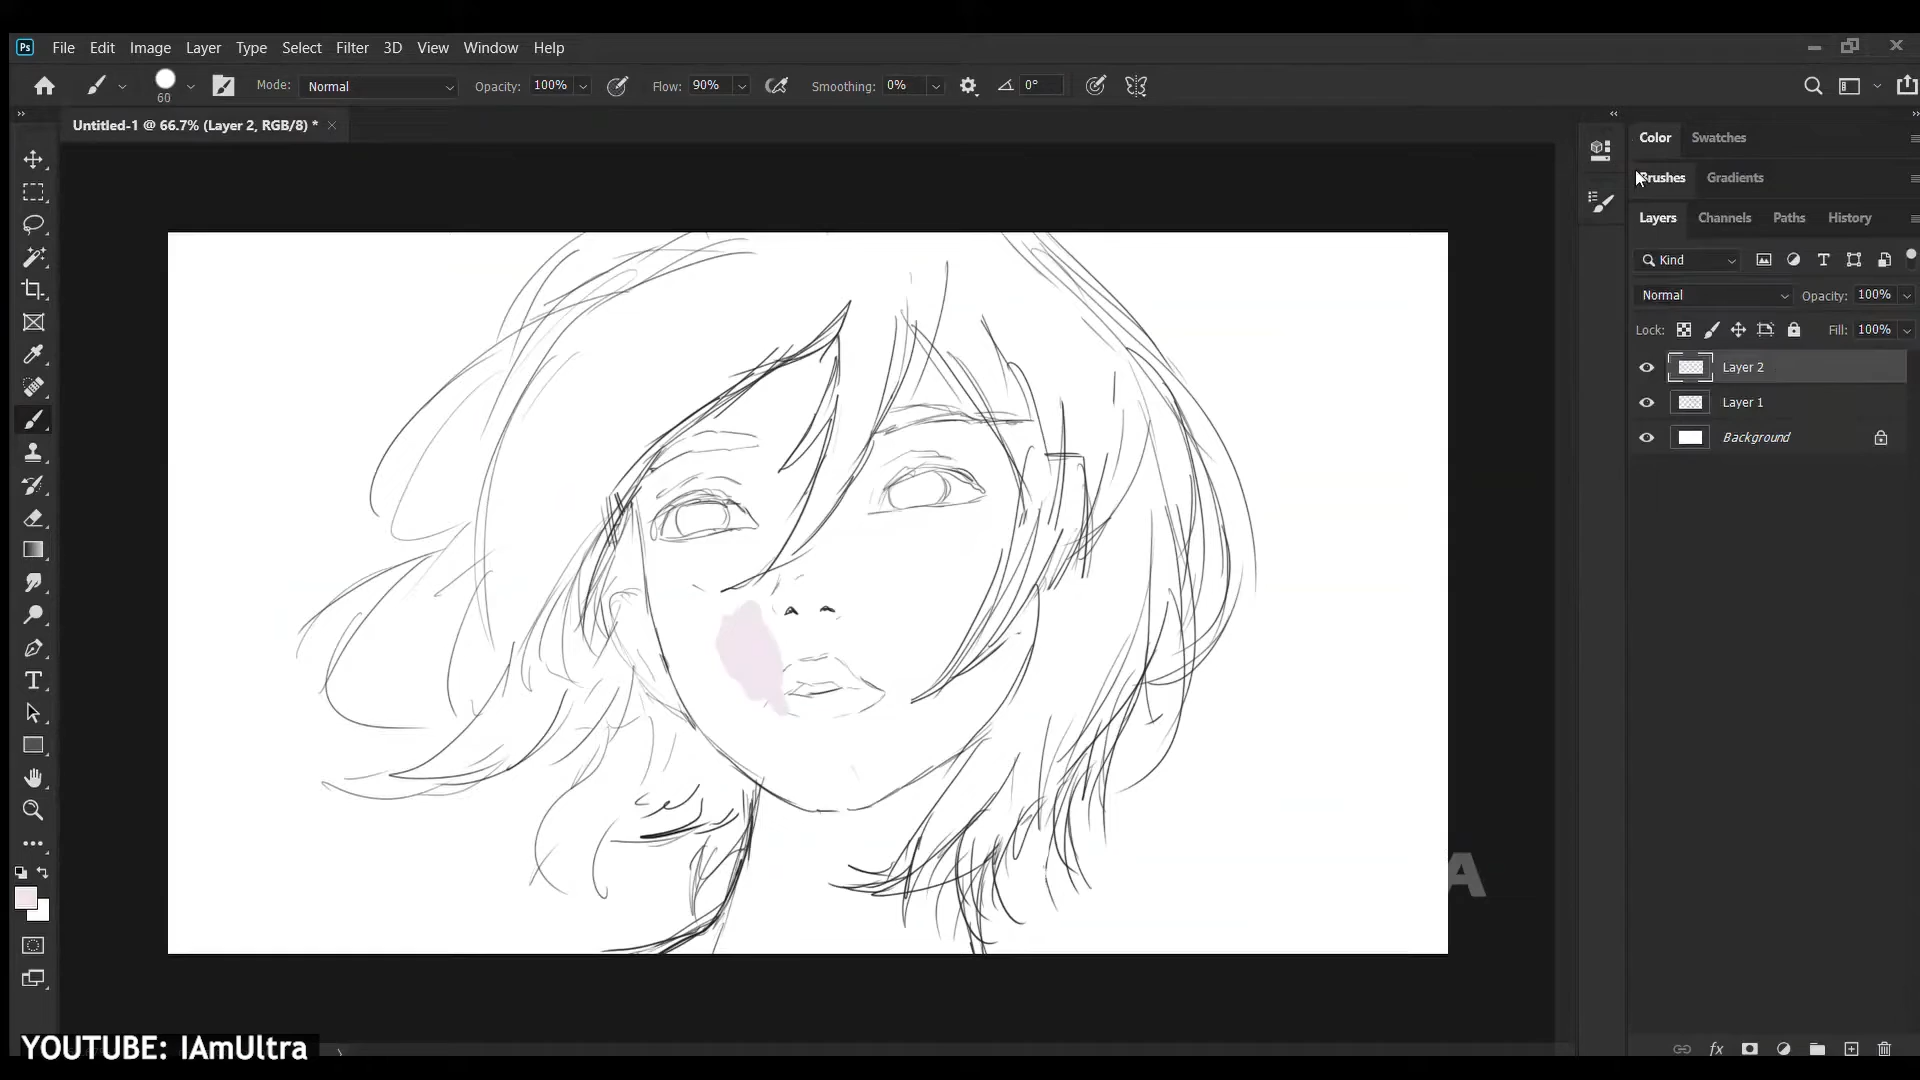 Ps File Edit Image Layer Type Select Filter 3D View Window Help
60 Mode: Normal Opacity: 100% Flow: 90% Smoothing: 0% 0°
Untitled-1 @ 66.7% (Layer 2, RGB/8) *
Color Swatches
Brushes Gradients
Layers Channels Paths History
Kind
Normal Opacity: 100%
Lock: Fill: 100%
Layer 2
Layer 1
Background
A
YOUTUBE: IAmUltra
fx